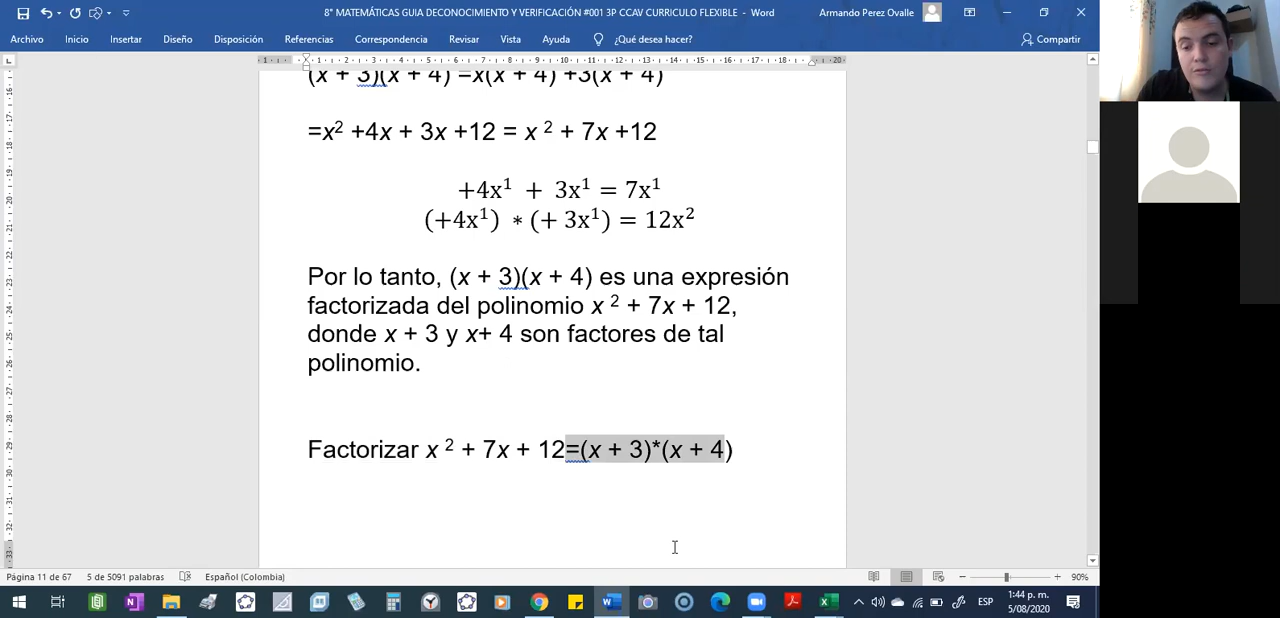 8° MATEMÁTICAS GUIA DECONOCIMIENTO Y VERIFICACIÓN #001 3P CCAV CURRICULO FLEXIBLE - Word
Armando Perez Ovalle
Archivo Inicio Insertar Diseño Disposición Referencias Correspondencia Revisar Vista Ayuda ¿Qué desea hacer? Compartir
(x + 3)(x + 4) =x(x + 4) +3(x + 4)
=x² +4x + 3x +12 = x ² + 7x +12
+4x¹ + 3x¹ = 7x¹
(+4x¹) ∗ (+ 3x¹) = 12x²
Por lo tanto, (x + 3)(x + 4) es una expresión
factorizada del polinomio x ² + 7x + 12,
donde x + 3 y x+ 4 son factores de tal
polinomio.
Factorizar x ² + 7x + 12=(x + 3)*(x + 4)
Página 11 de 67 5 de 5091 palabras Español (Colombia) 90%
ESP
1:44 p. m.
5/08/2020